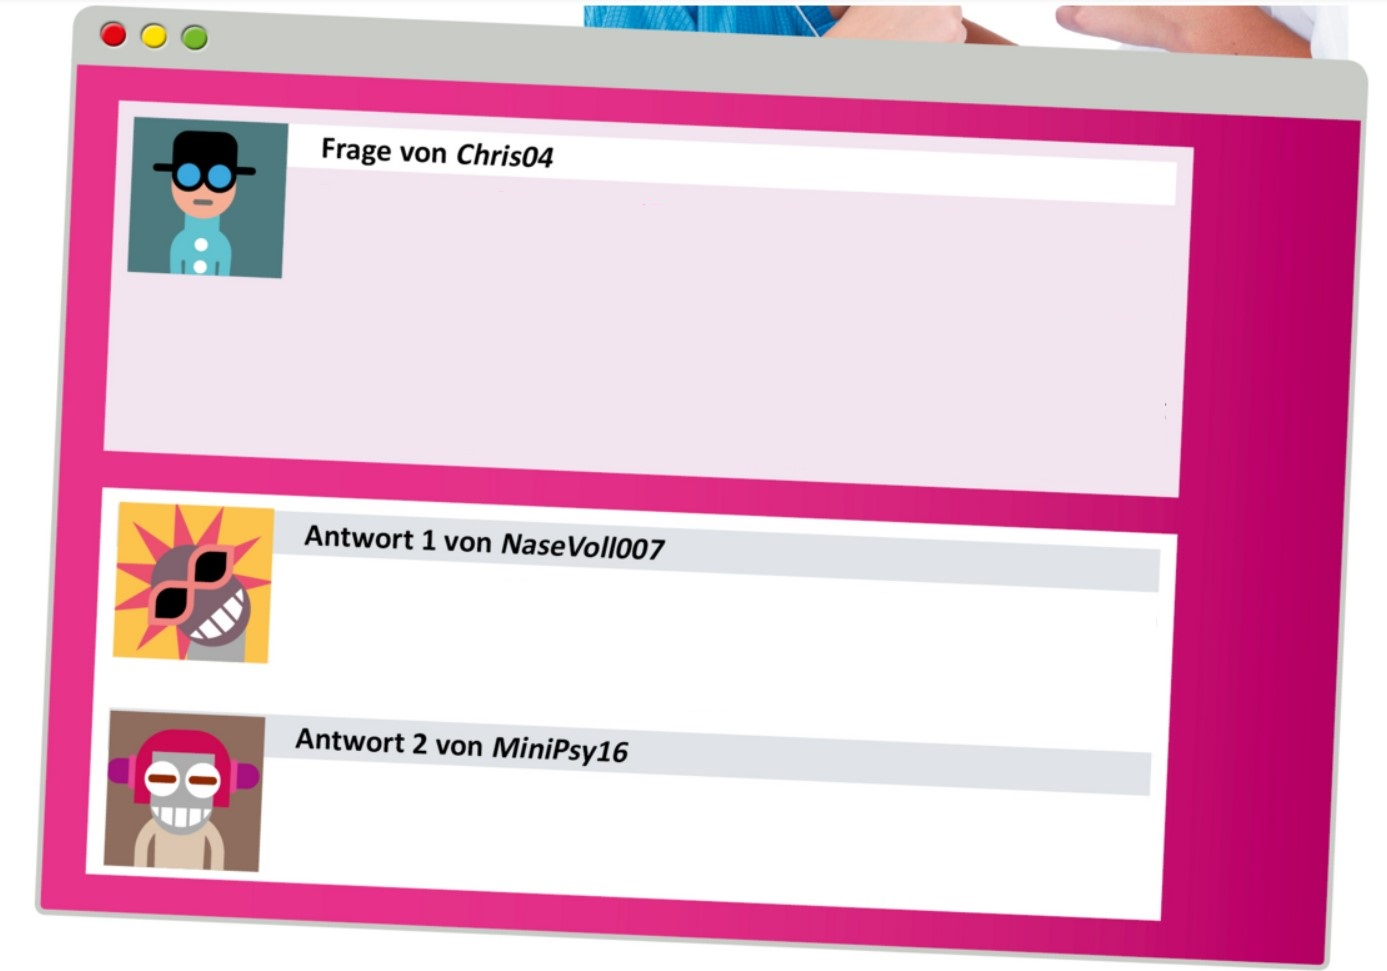 Frage von Chris04
Antwort 1 von NaseVoll007
Antwort 2 von MiniPsy16